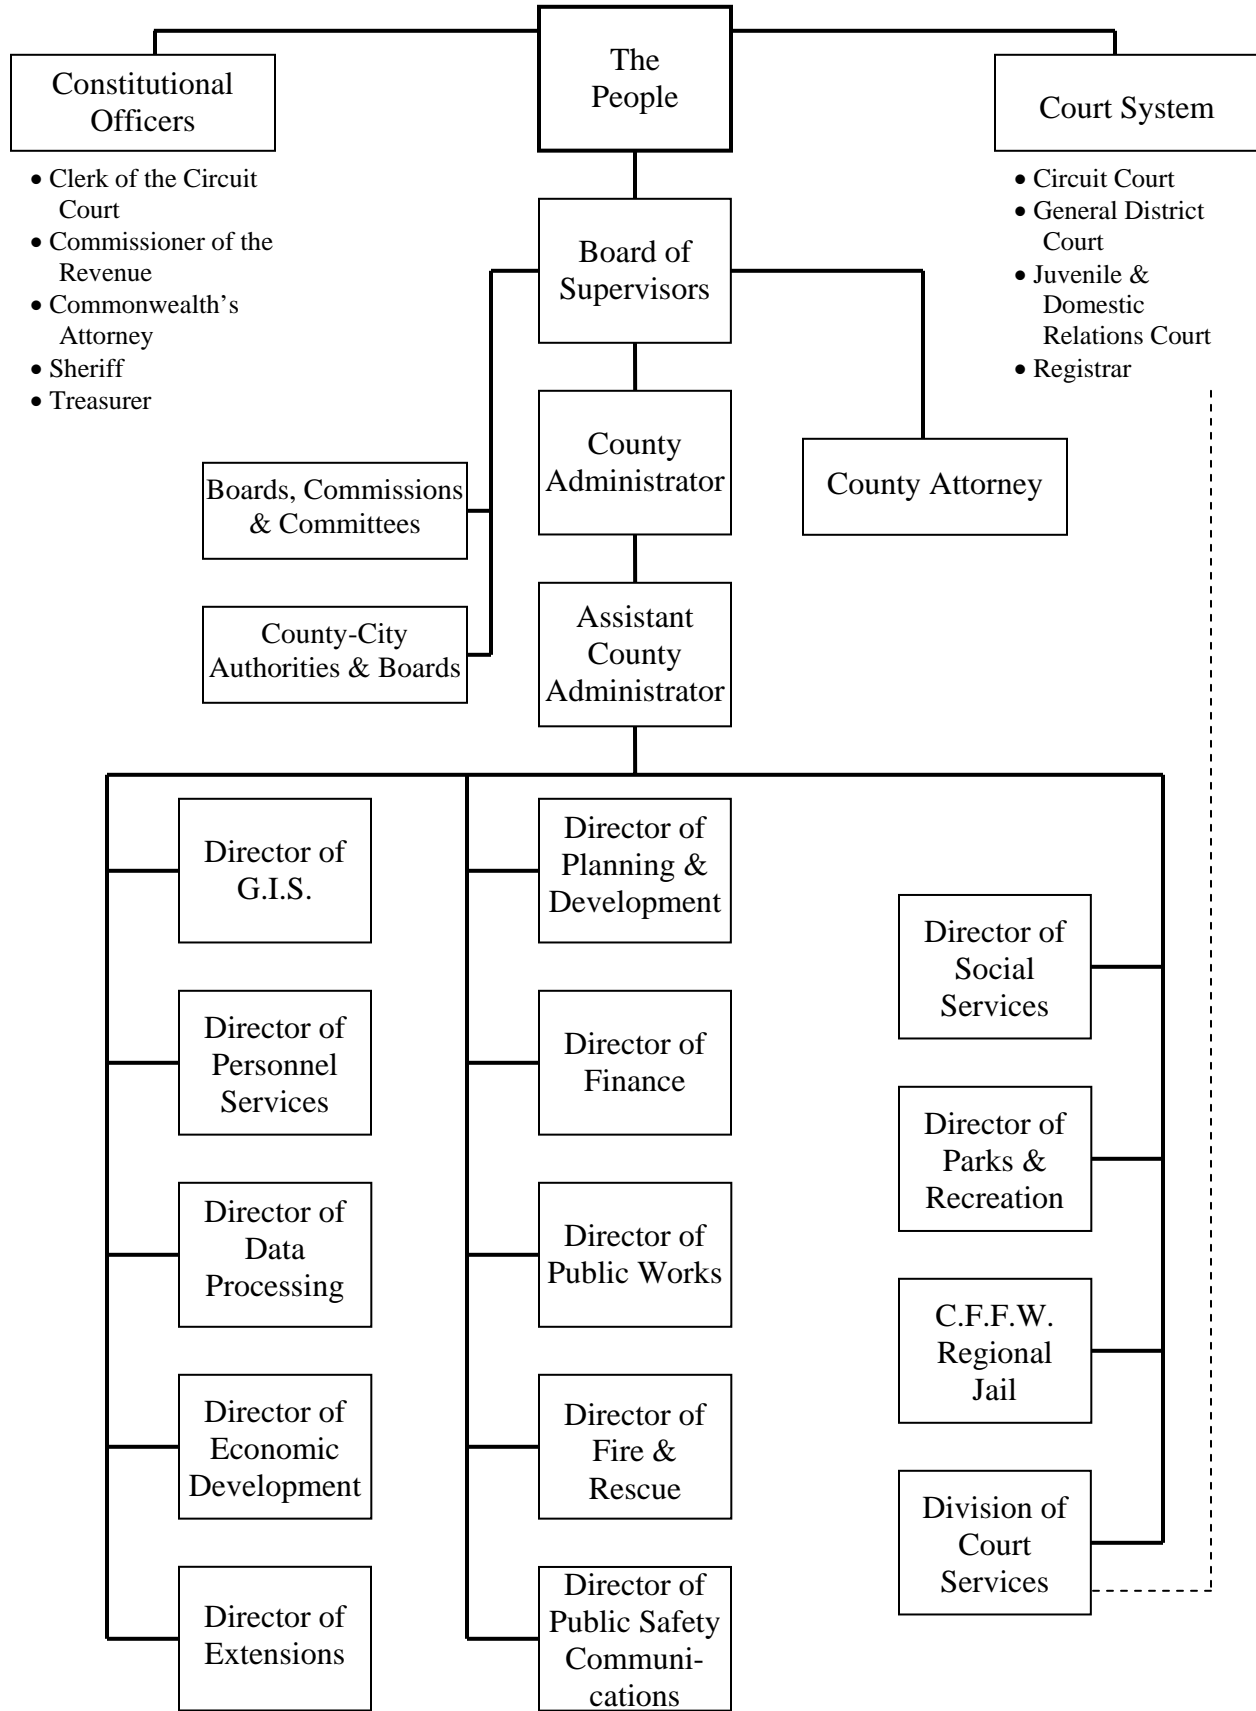 The
People
Constitutional
Officers
Court System
• Clerk of the Circuit
Court
• Commissioner of the
Revenue
• Commonwealth’s
Attorney
• Sheriff
• Treasurer
• Circuit Court
• General District
Court
• Juvenile &
Domestic
Relations Court
• Registrar
Board of
Supervisors
County
Administrator
County Attorney
Boards, Commissions
& Committees
County-City
Authorities & Boards
Assistant
County
Administrator
Director of
G.I.S.
Director of
Personnel
Services
Director of
Data
Processing
Director of
Economic
Development
Director of
Extensions
Director of
Planning &
Development
Director of
Finance
Director of
Public Works
Director of
Fire &
Rescue
Director of
Public Safety
Communi-
cations
Director of
Social
Services
Director of
Parks &
Recreation
C.F.F.W.
Regional
Jail
Division of
Court
Services